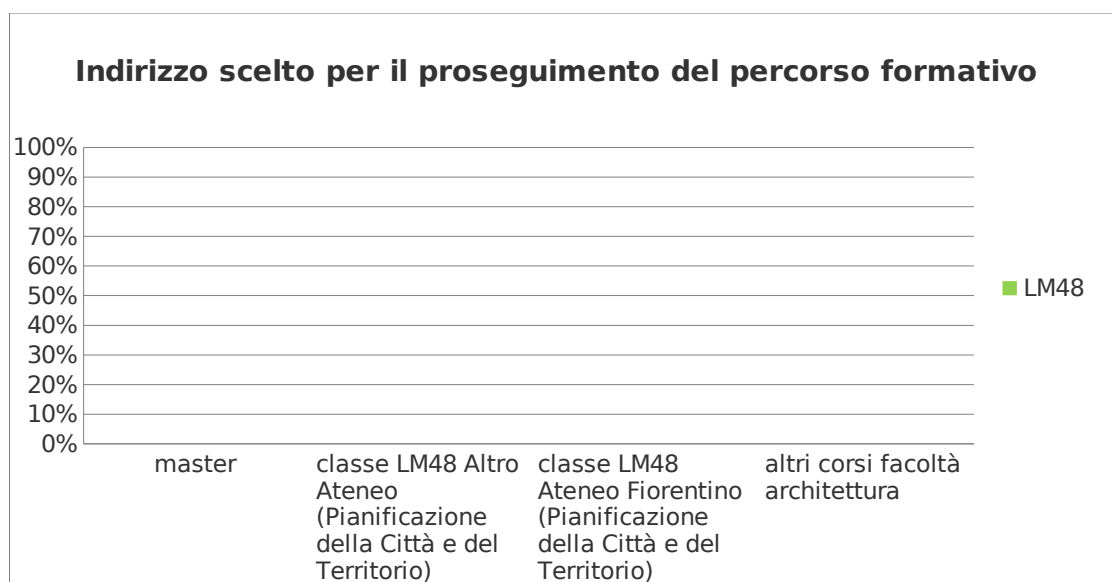 Indirizzo scelto per il proseguimento del percorso formativo
100%
90%
80%
70%
60%
50%
40%
30%
20%
10%
0%
LM48
master
classe LM48 Altro
Ateneo
(Pianificazione
della Città e del
Territorio)
classe LM48
Ateneo Fiorentino
(Pianificazione
della Città e del
Territorio)
altri corsi facoltà
architettura